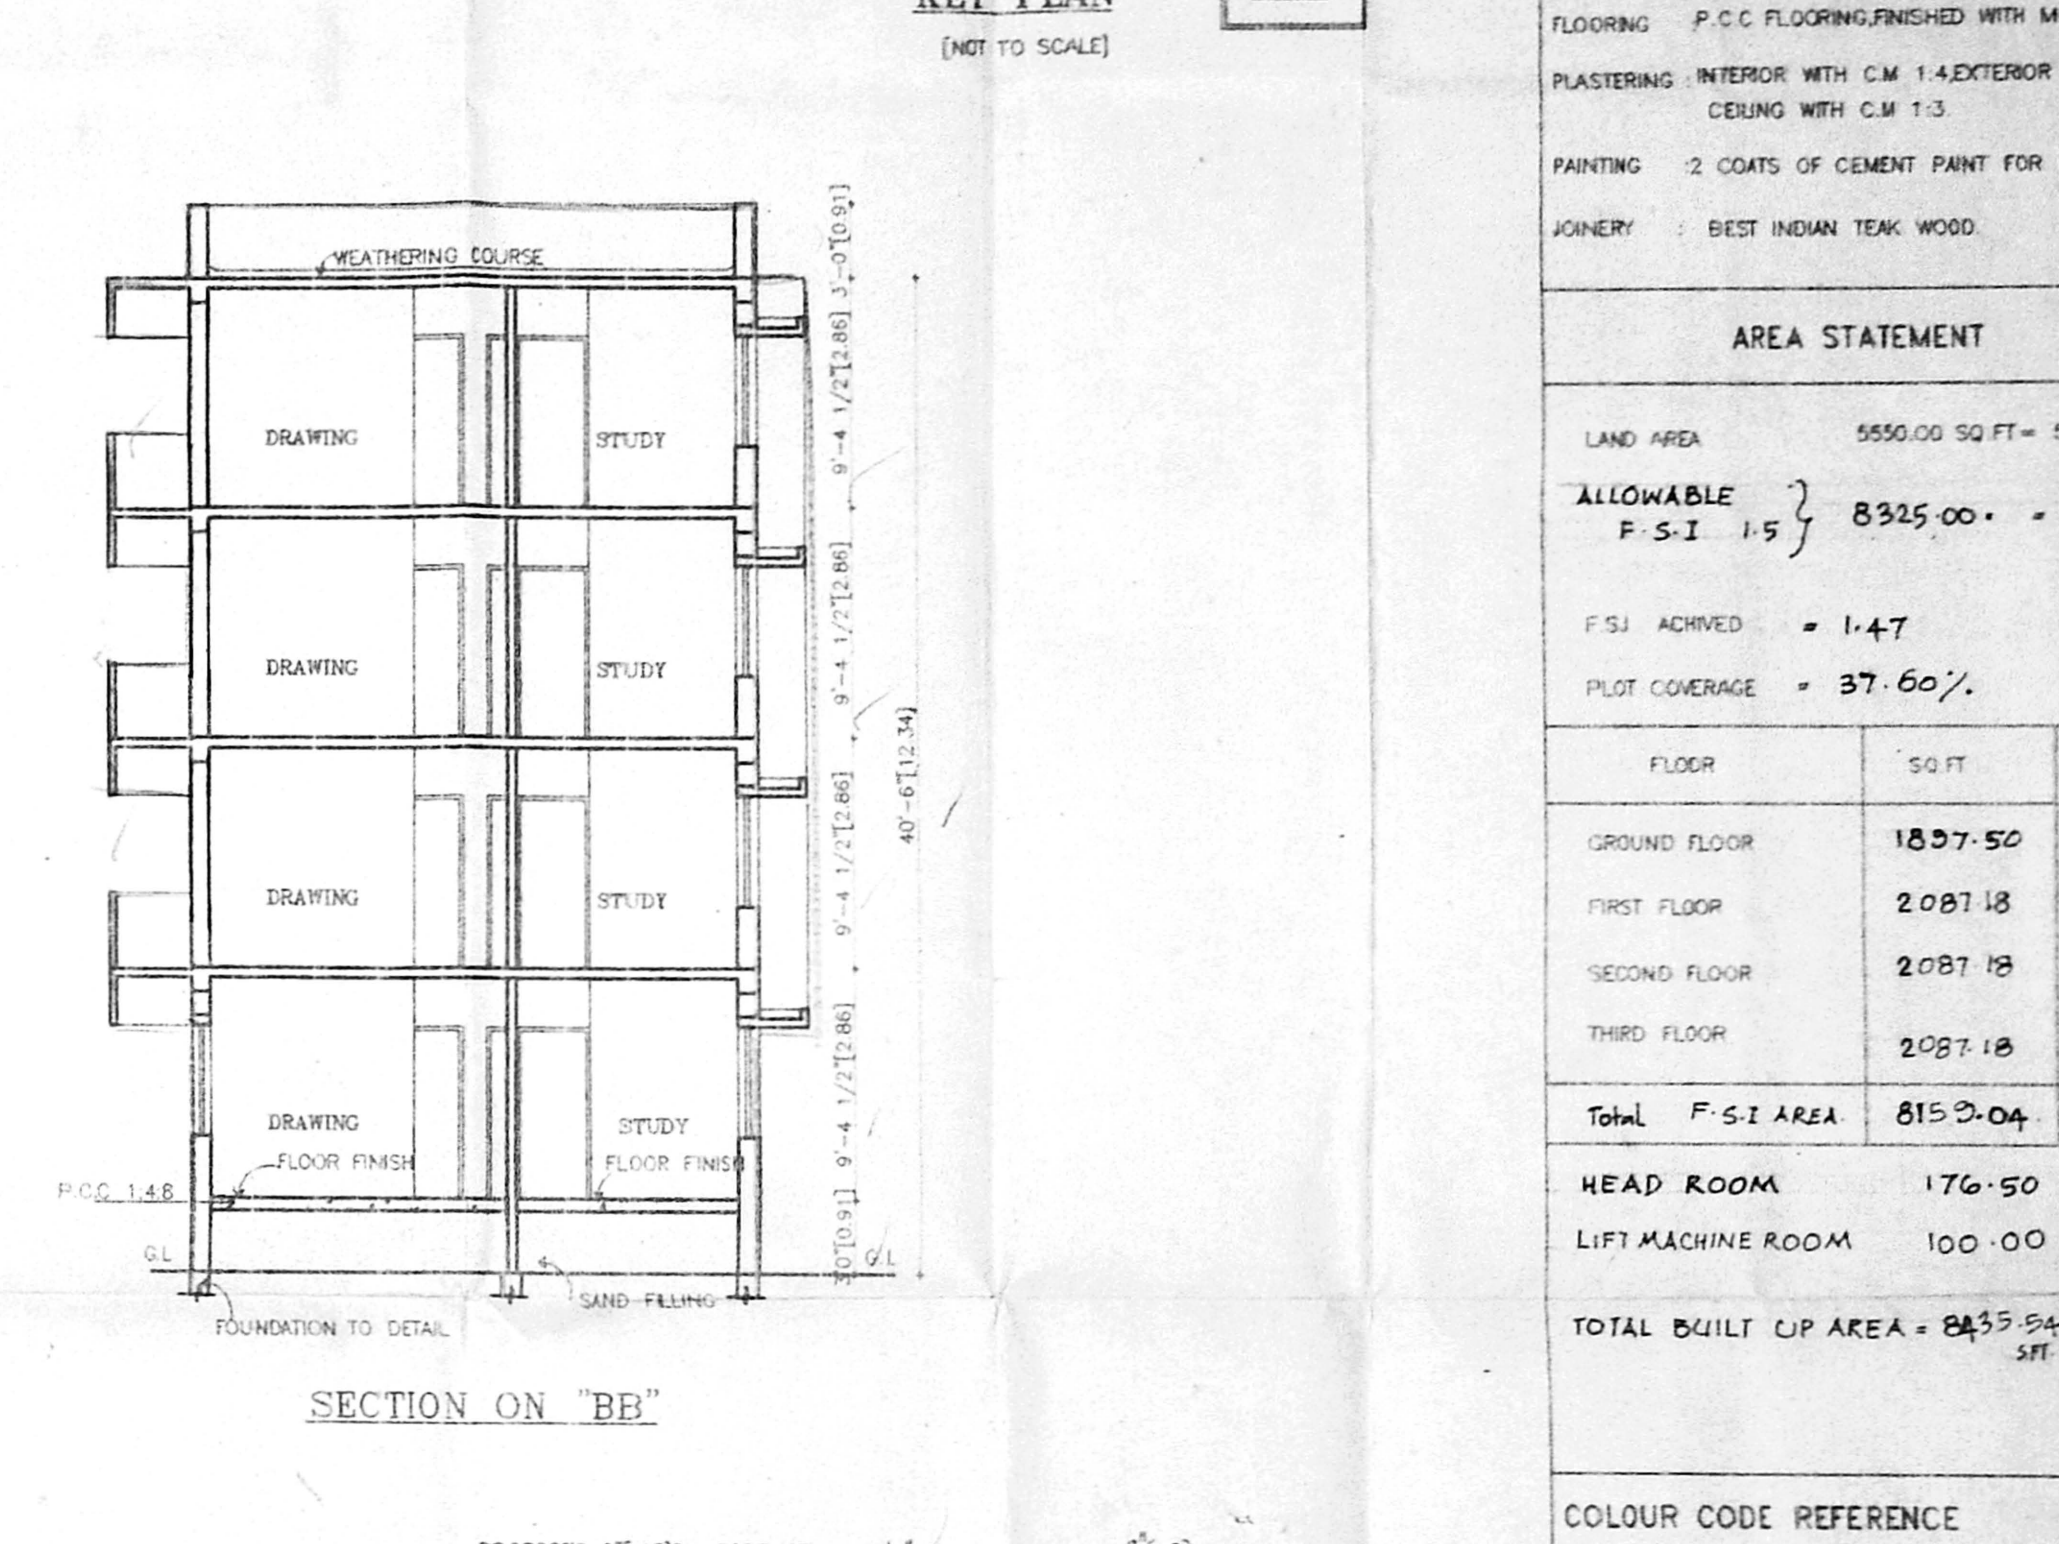 KEY PLAN
[NOT TO SCALE]
WEATHERING COURSE
3'-0"[0.91]
DRAWING
STUDY
9'-4 1/2"[2.86]
DRAWING
STUDY
9'-4 1/2"[2.86]
40'-6"[12.34]
DRAWING
STUDY
9'-4 1/2"[2.86]
DRAWING
STUDY
9'-4 1/2"[2.86]
FLOOR FINISH
FLOOR FINISH
P.C.C 1:4:8
G.L
G.L
3'0"[0.91]
SAND FILLING
FOUNDATION TO DETAIL
SECTION ON "BB"
FLOORING P.C.C FLOORING,FINISHED WITH
PLASTERING : INTERIOR WITH C.M 1:4,EXTERIOR
CEILING WITH C.M 1:3.
PAINTING :2 COATS OF CEMENT PAINT FOR
JOINERY : BEST INDIAN TEAK WOOD.
AREA STATEMENT
LAND AREA 5550.00 SQ.FT=
ALLOWABLE
F.S.I 1.5 } 8325.00. =
F.S.I ACHIVED = 1.47
PLOT COVERAGE = 37.60%.
FLOOR SQ.FT
GROUND FLOOR 1897.50
FIRST FLOOR 2087.18
SECOND FLOOR 2087.18
THIRD FLOOR 2087.18
Total F.S.I AREA. 8159.04
HEAD ROOM 176.50
LIFT MACHINE ROOM 100.00
TOTAL BUILT UP AREA = 8435.54
SFT.
COLOUR CODE REFERENCE